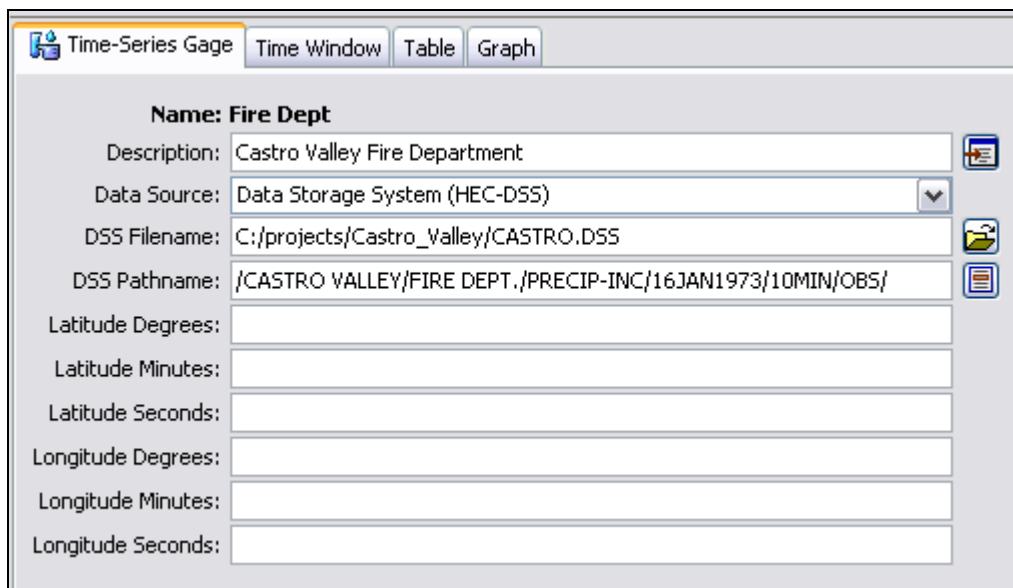 Time-Series Gage Time Window Table Graph
Name: Fire Dept
Description: Castro Valley Fire Department
Data Source: Data Storage System (HEC-DSS)
DSS Filename: C:/projects/Castro_Valley/CASTRO.DSS
DSS Pathname: /CASTRO VALLEY/FIRE DEPT./PRECIP-INC/16JAN1973/10MIN/OBS/
Latitude Degrees:
Latitude Minutes:
Latitude Seconds:
Longitude Degrees:
Longitude Minutes:
Longitude Seconds: